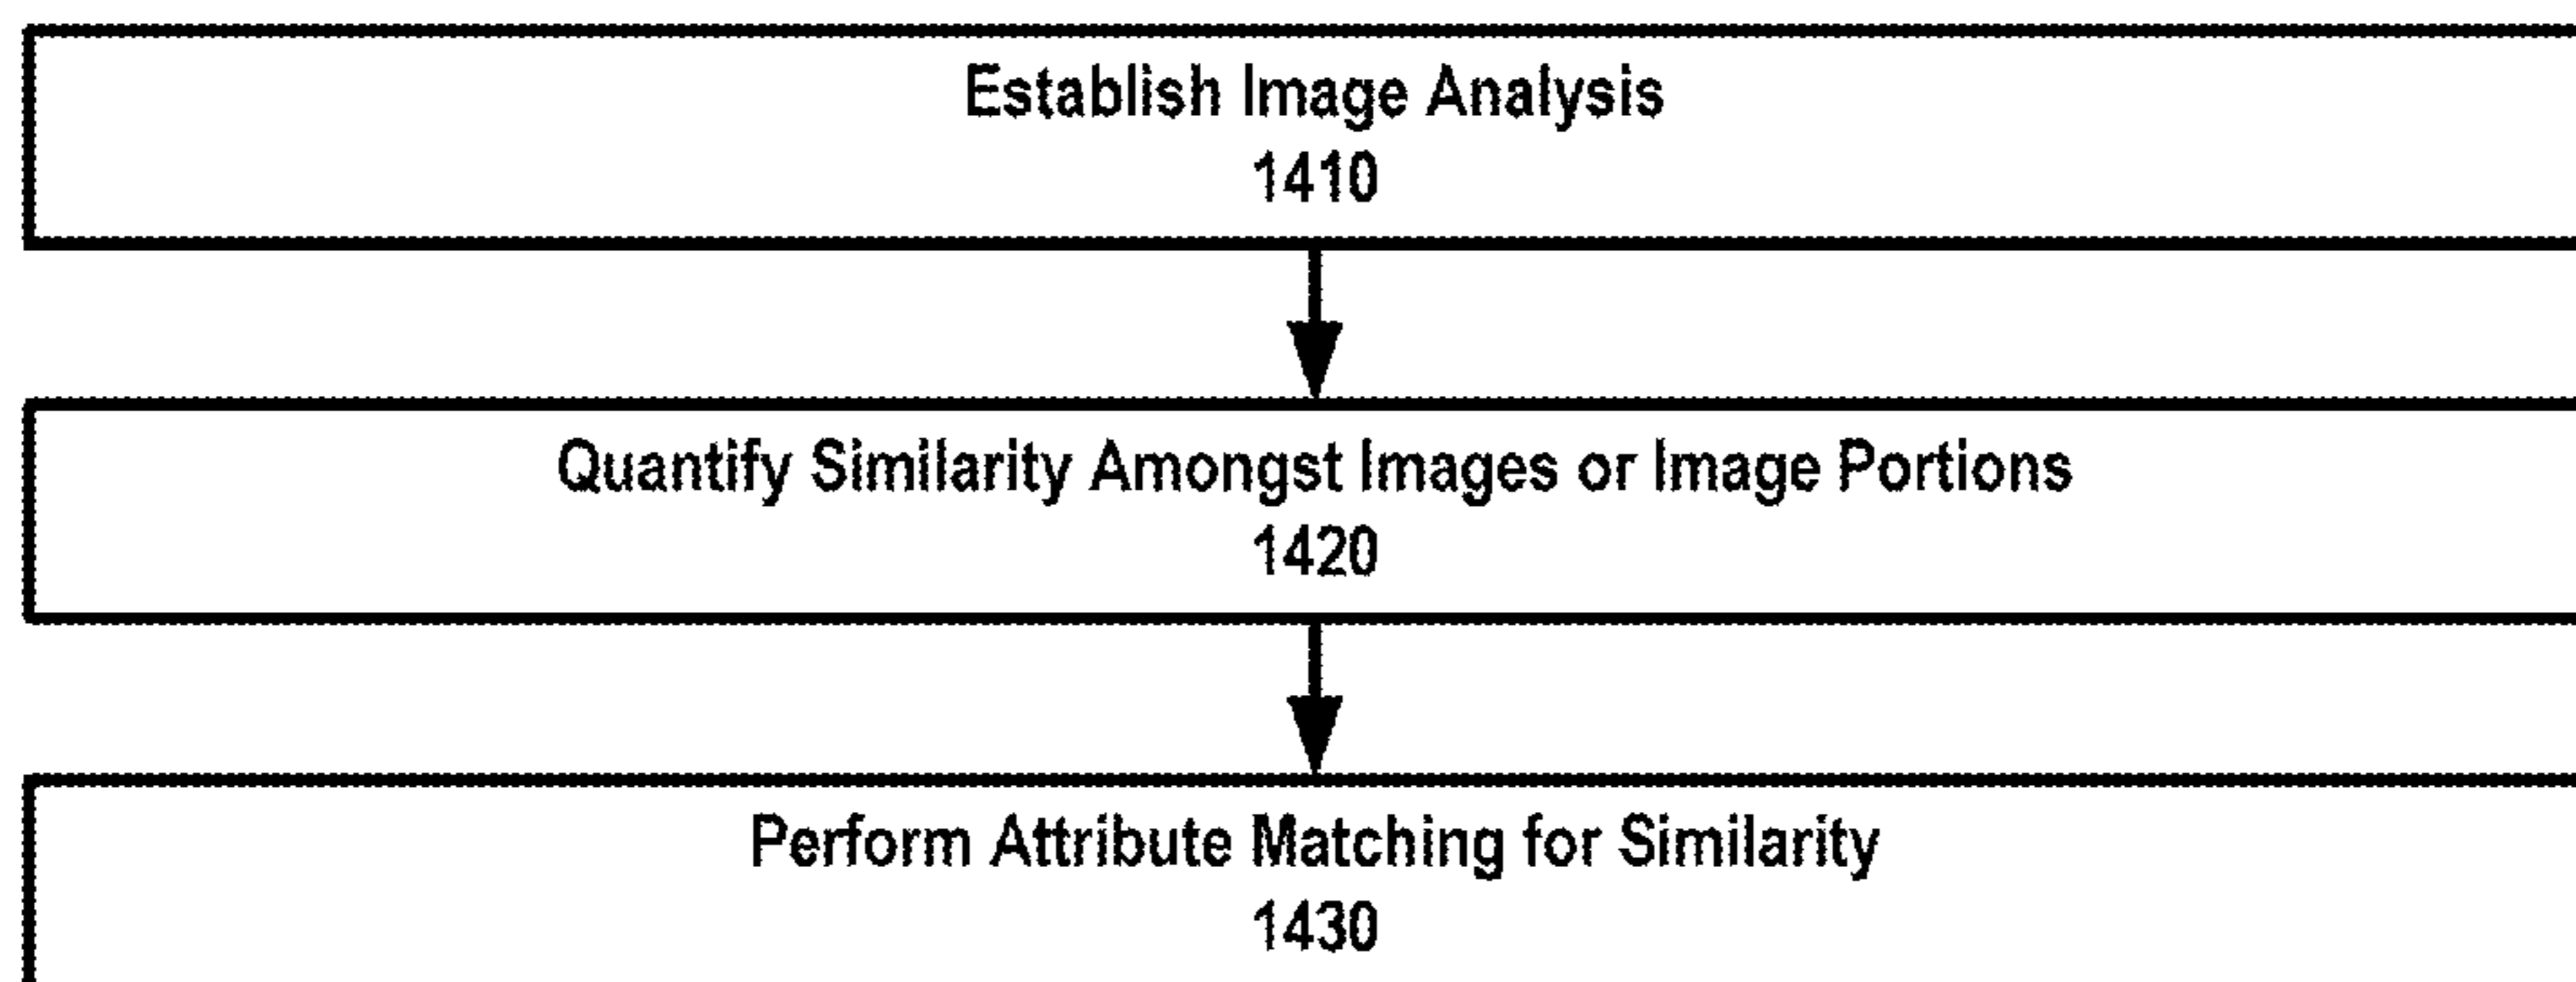 Establish Image Analysis
1410
Quantify Similarity Amongst Images or Image Portions
1420
Perform Attribute Matching for Similarity
1430